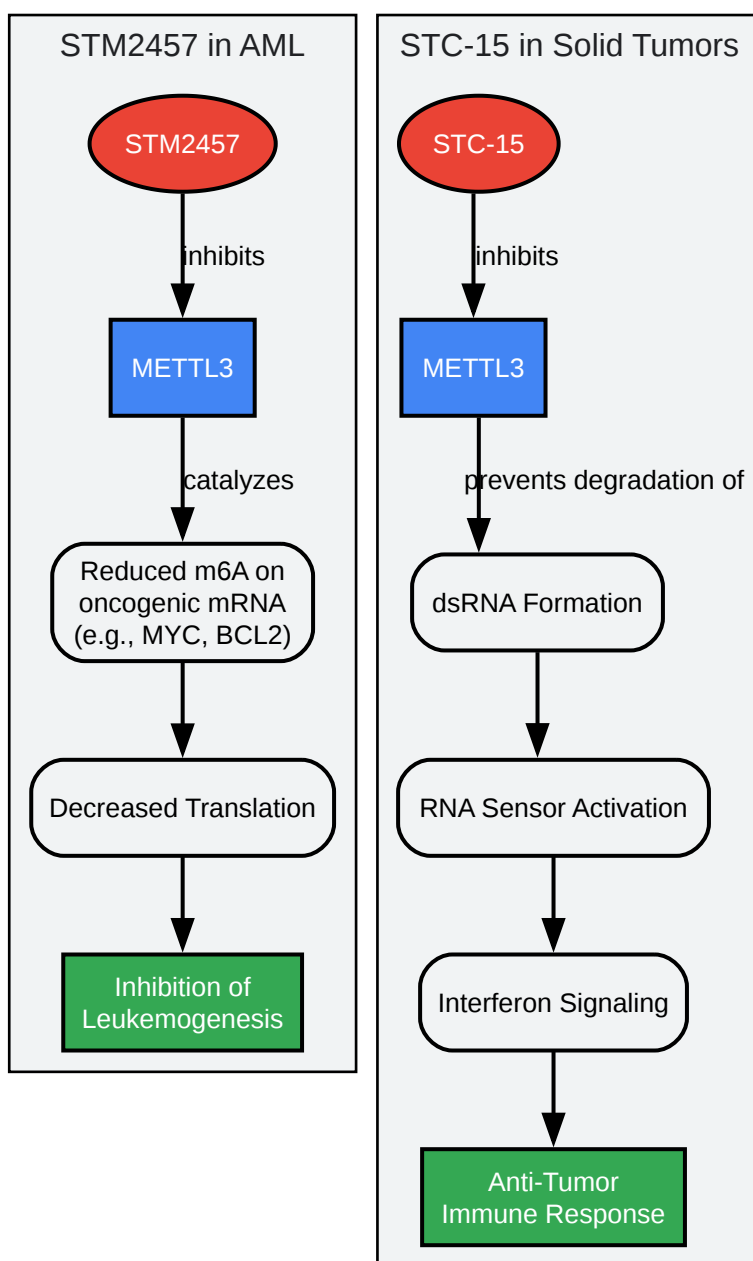 STM2457 in AML
STM2457
inhibits
METTL3
catalyzes
Reduced m6A on
oncogenic mRNA
(e.g., MYC, BCL2)
Decreased Translation
Inhibition of
Leukemogenesis
STC-15 in Solid Tumors
STC-15
inhibits
METTL3
prevents degradation of
dsRNA Formation
RNA Sensor Activation
Interferon Signaling
Anti-Tumor
Immune Response